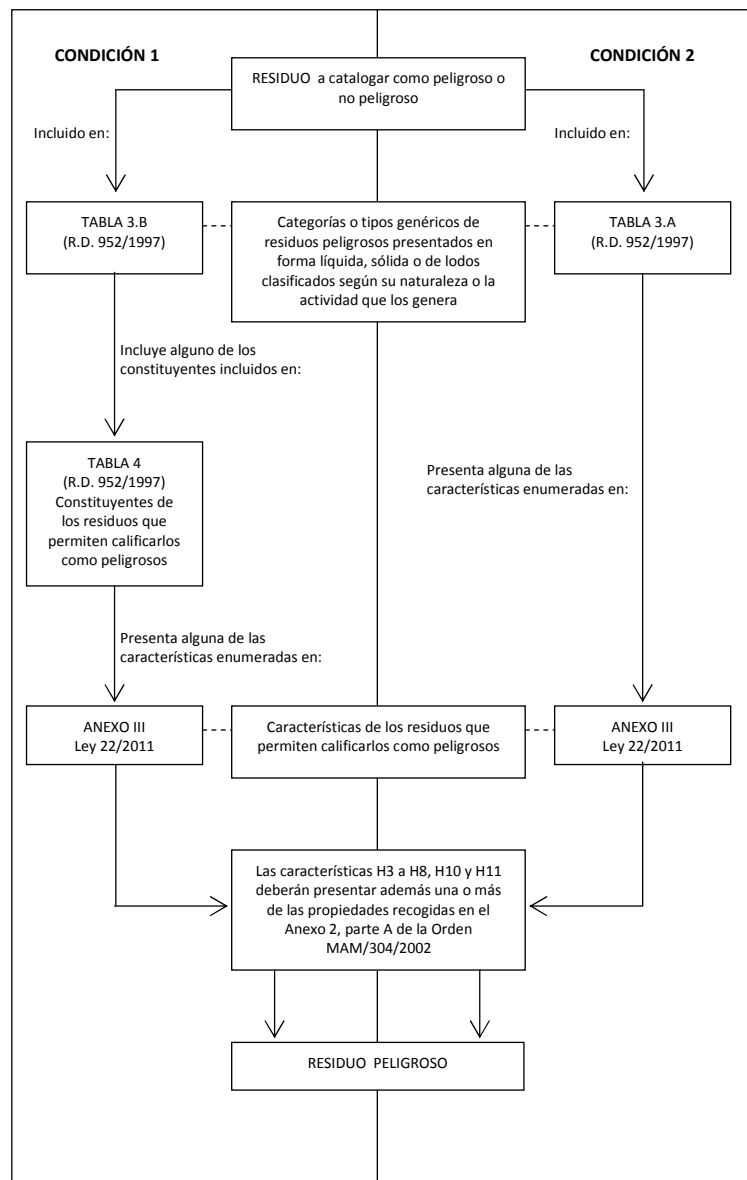 CONDICIÓN 1
CONDICIÓN 2
RESIDUO a catalogar como peligroso o
no peligroso
Incluido en:
Incluido en:
TABLA 3.B
(R.D. 952/1997)
Categorías o tipos genéricos de
residuos peligrosos presentados en
forma líquida, sólida o de lodos
clasificados según su naturaleza o la
actividad que los genera
TABLA 3.A
(R.D. 952/1997)
Incluye alguno de los
constituyentes incluidos en:
TABLA 4
(R.D. 952/1997)
Constituyentes de
los residuos que
permiten calificarlos
como peligrosos
Presenta alguna de las
características enumeradas en:
Presenta alguna de las
características enumeradas en:
ANEXO III
Ley 22/2011
Características de los residuos que
permiten calificarlos como peligrosos
ANEXO III
Ley 22/2011
Las características H3 a H8, H10 y H11
deberán presentar además una o más
de las propiedades recogidas en el
Anexo 2, parte A de la Orden
MAM/304/2002
RESIDUO PELIGROSO